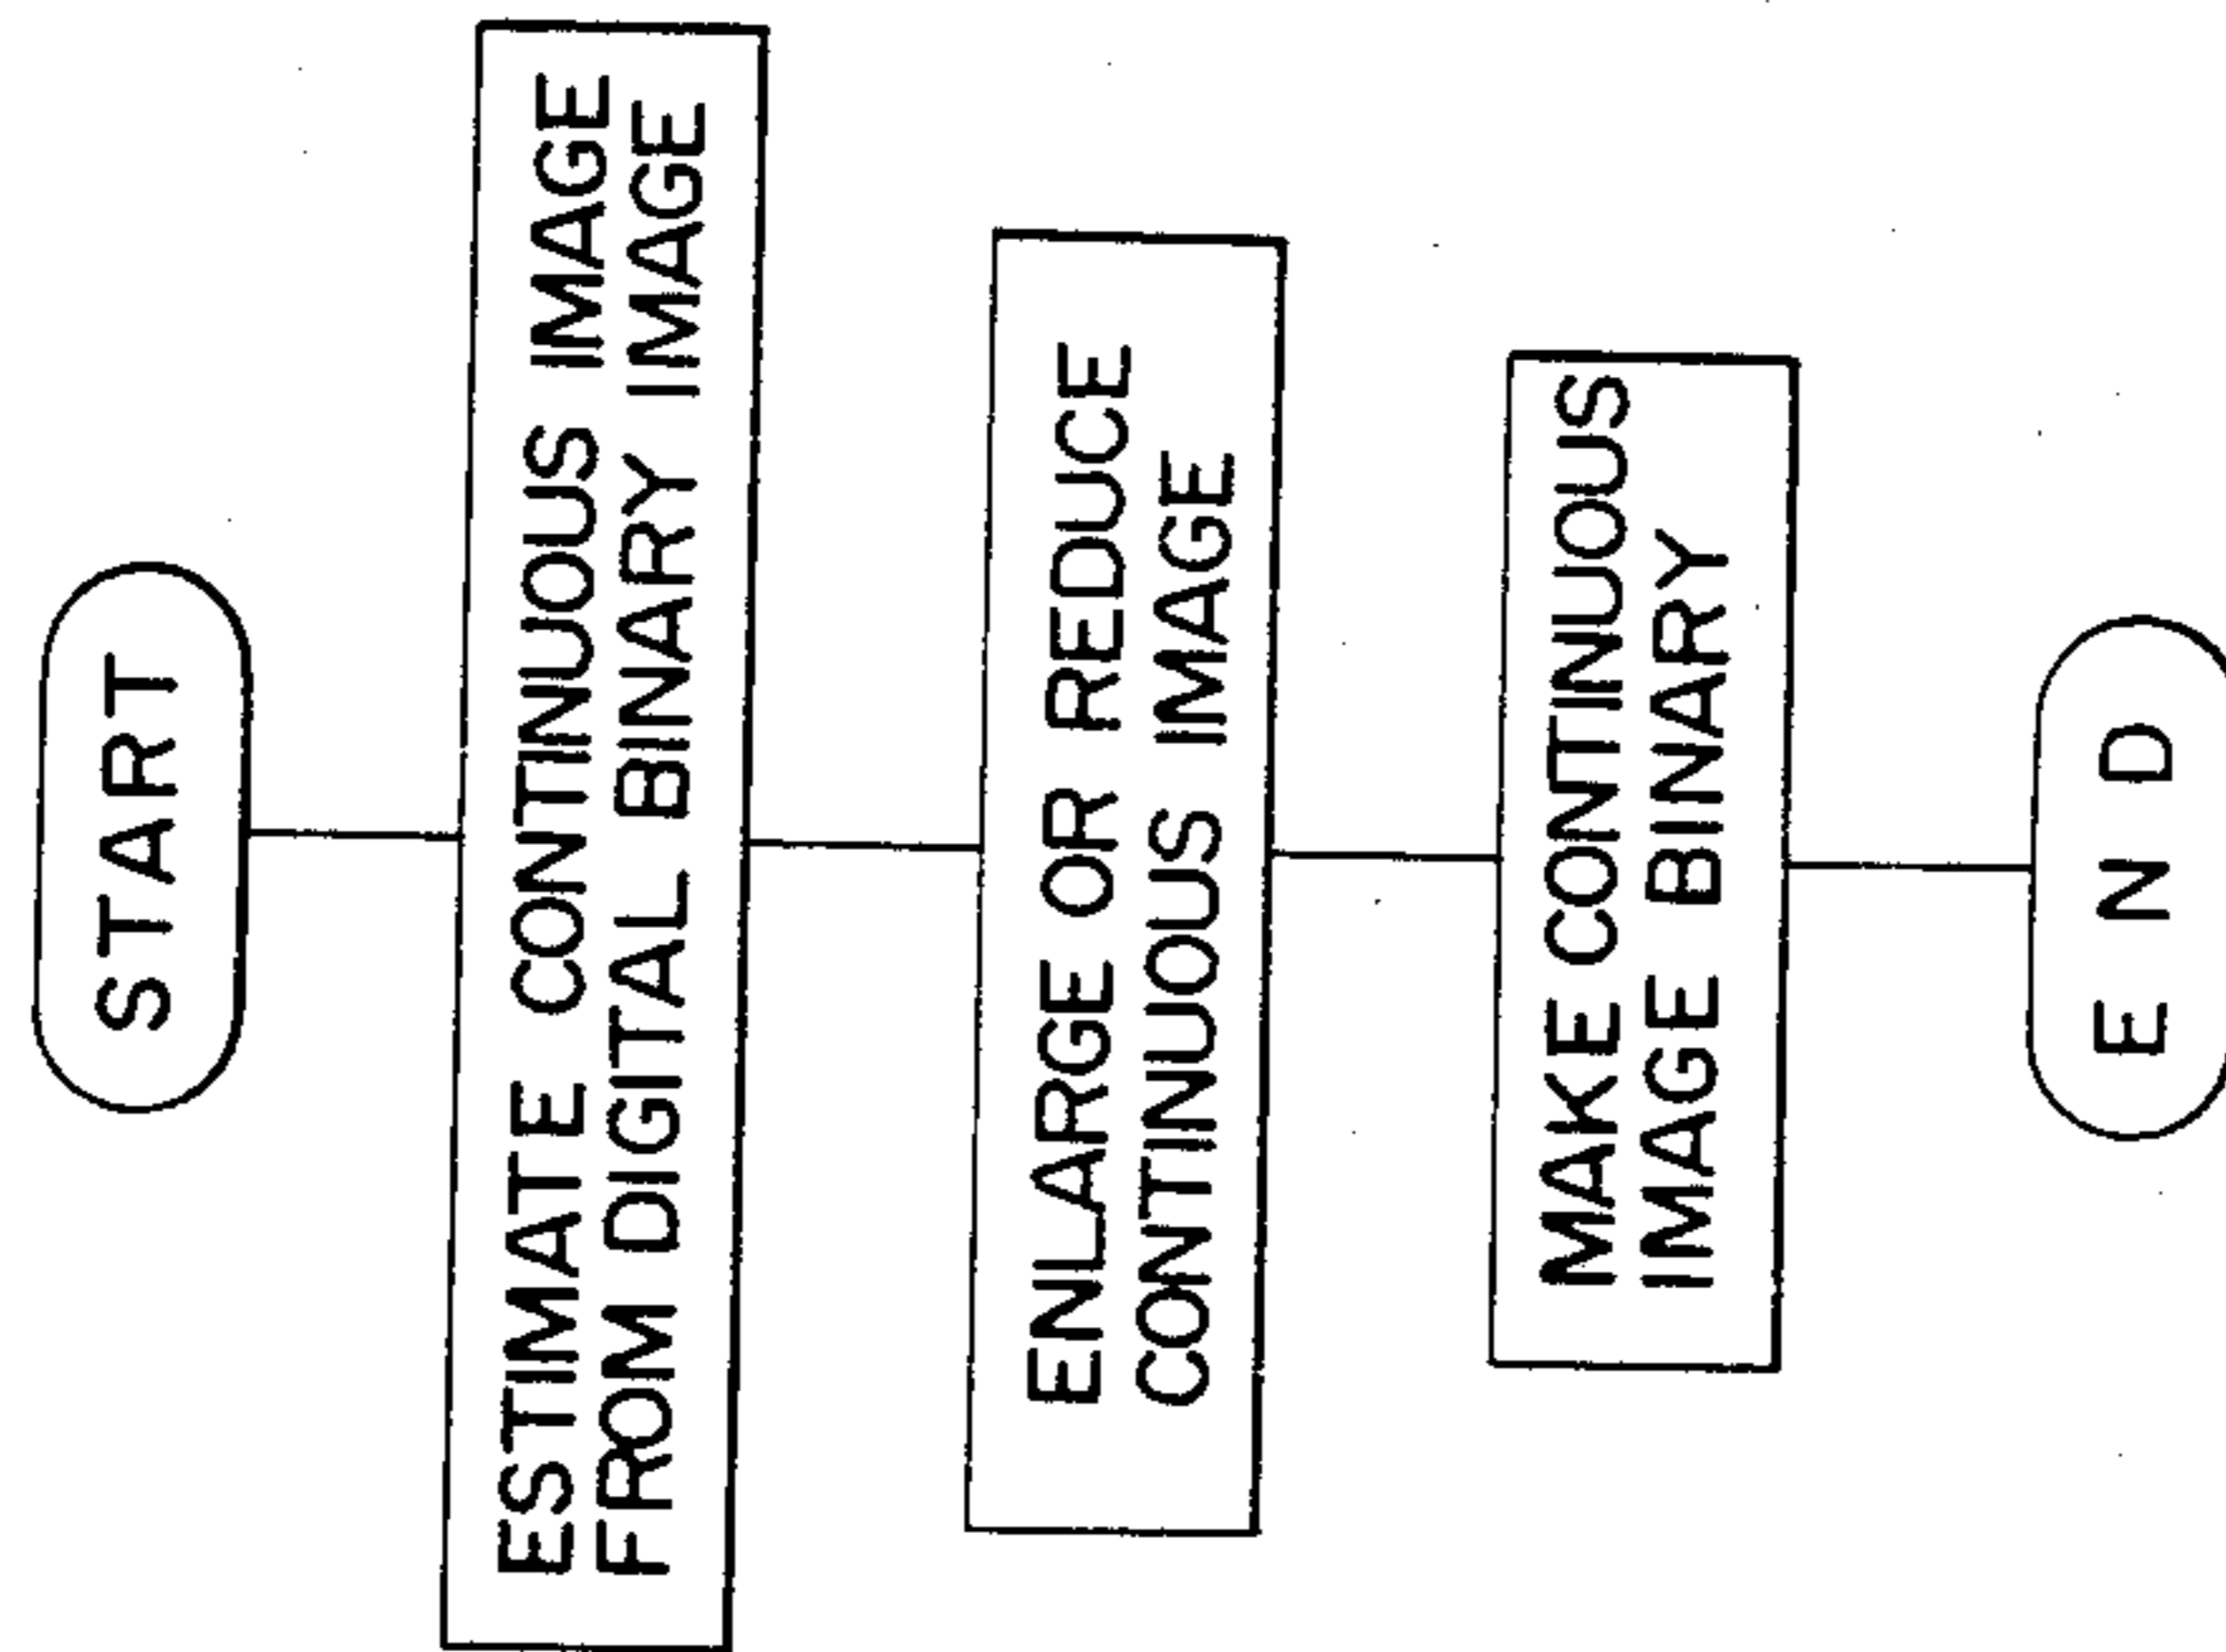 START
ESTIMATE CONTINUOUS IMAGE
FROM DIGITAL BINARY IMAGE
ENLARGE OR REDUCE
CONTINUOUS IMAGE
MAKE CONTINUOUS
IMAGE BINARY
END